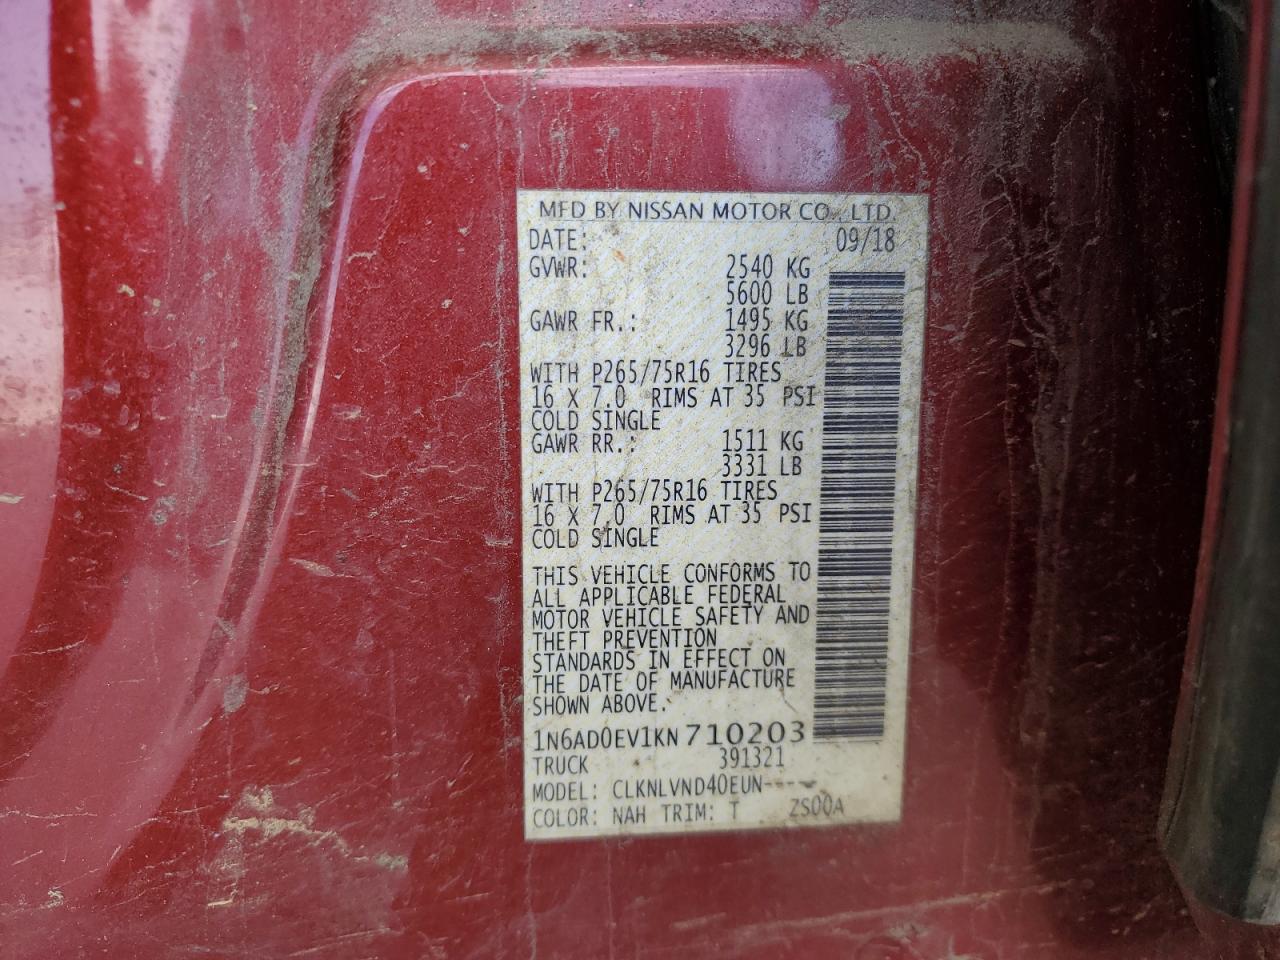 MFD BY NISSAN MOTOR CO., LTD.
DATE: 09/18
GVWR: 2540 KG
5600 LB
GAWR FR.: 1495 KG
3296 LB
WITH P265/75R16 TIRES
16 X 7.0 RIMS AT 35 PSI
COLD SINGLE
GAWR RR.: 1511 KG
3331 LB
WITH P265/75R16 TIRES
16 X 7.0 RIMS AT 35 PSI
COLD SINGLE
THIS VEHICLE CONFORMS TO
ALL APPLICABLE FEDERAL
MOTOR VEHICLE SAFETY AND
THEFT PREVENTION
STANDARDS IN EFFECT ON
THE DATE OF MANUFACTURE
SHOWN ABOVE.
1N6AD0EV1KN 710203
TRUCK 391321
MODEL: CLKNLVND40EUN-----
COLOR: NAH TRIM: T ZS00A